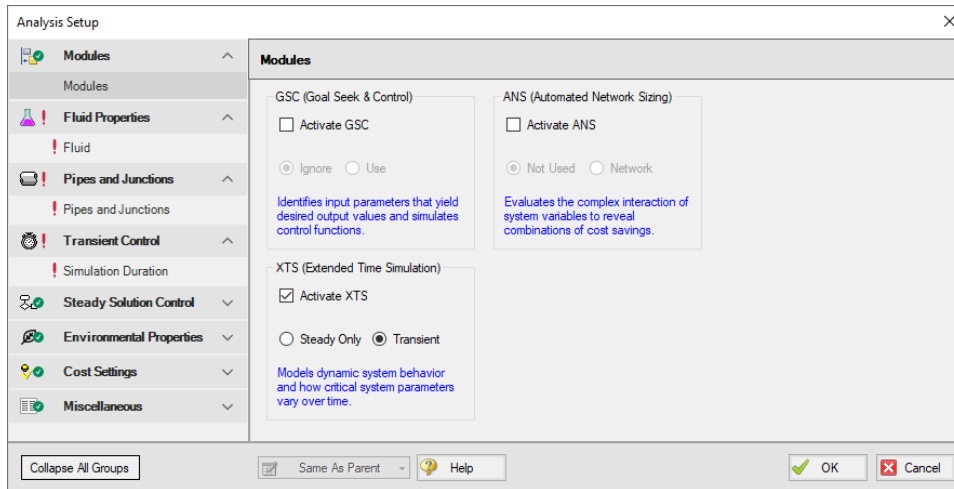 Analysis Setup
Modules
Modules
Fluid Properties
Fluid
Pipes and Junctions
Pipes and Junctions
Transient Control
Simulation Duration
Steady Solution Control
Environmental Properties
Cost Settings
Miscellaneous
Modules
GSC (Goal Seek & Control)
Activate GSC
Ignore
Use
Identifies input parameters that yield
desired output values and simulates
control functions.
ANS (Automated Network Sizing)
Activate ANS
Not Used
Network
Evaluates the complex interaction of
system variables to reveal
combinations of cost savings.
XTS (Extended Time Simulation)
Activate XTS
Steady Only
Transient
Models dynamic system behavior
and how critical system parameters
vary over time.
Collapse All Groups
Same As Parent
Help
OK
Cancel